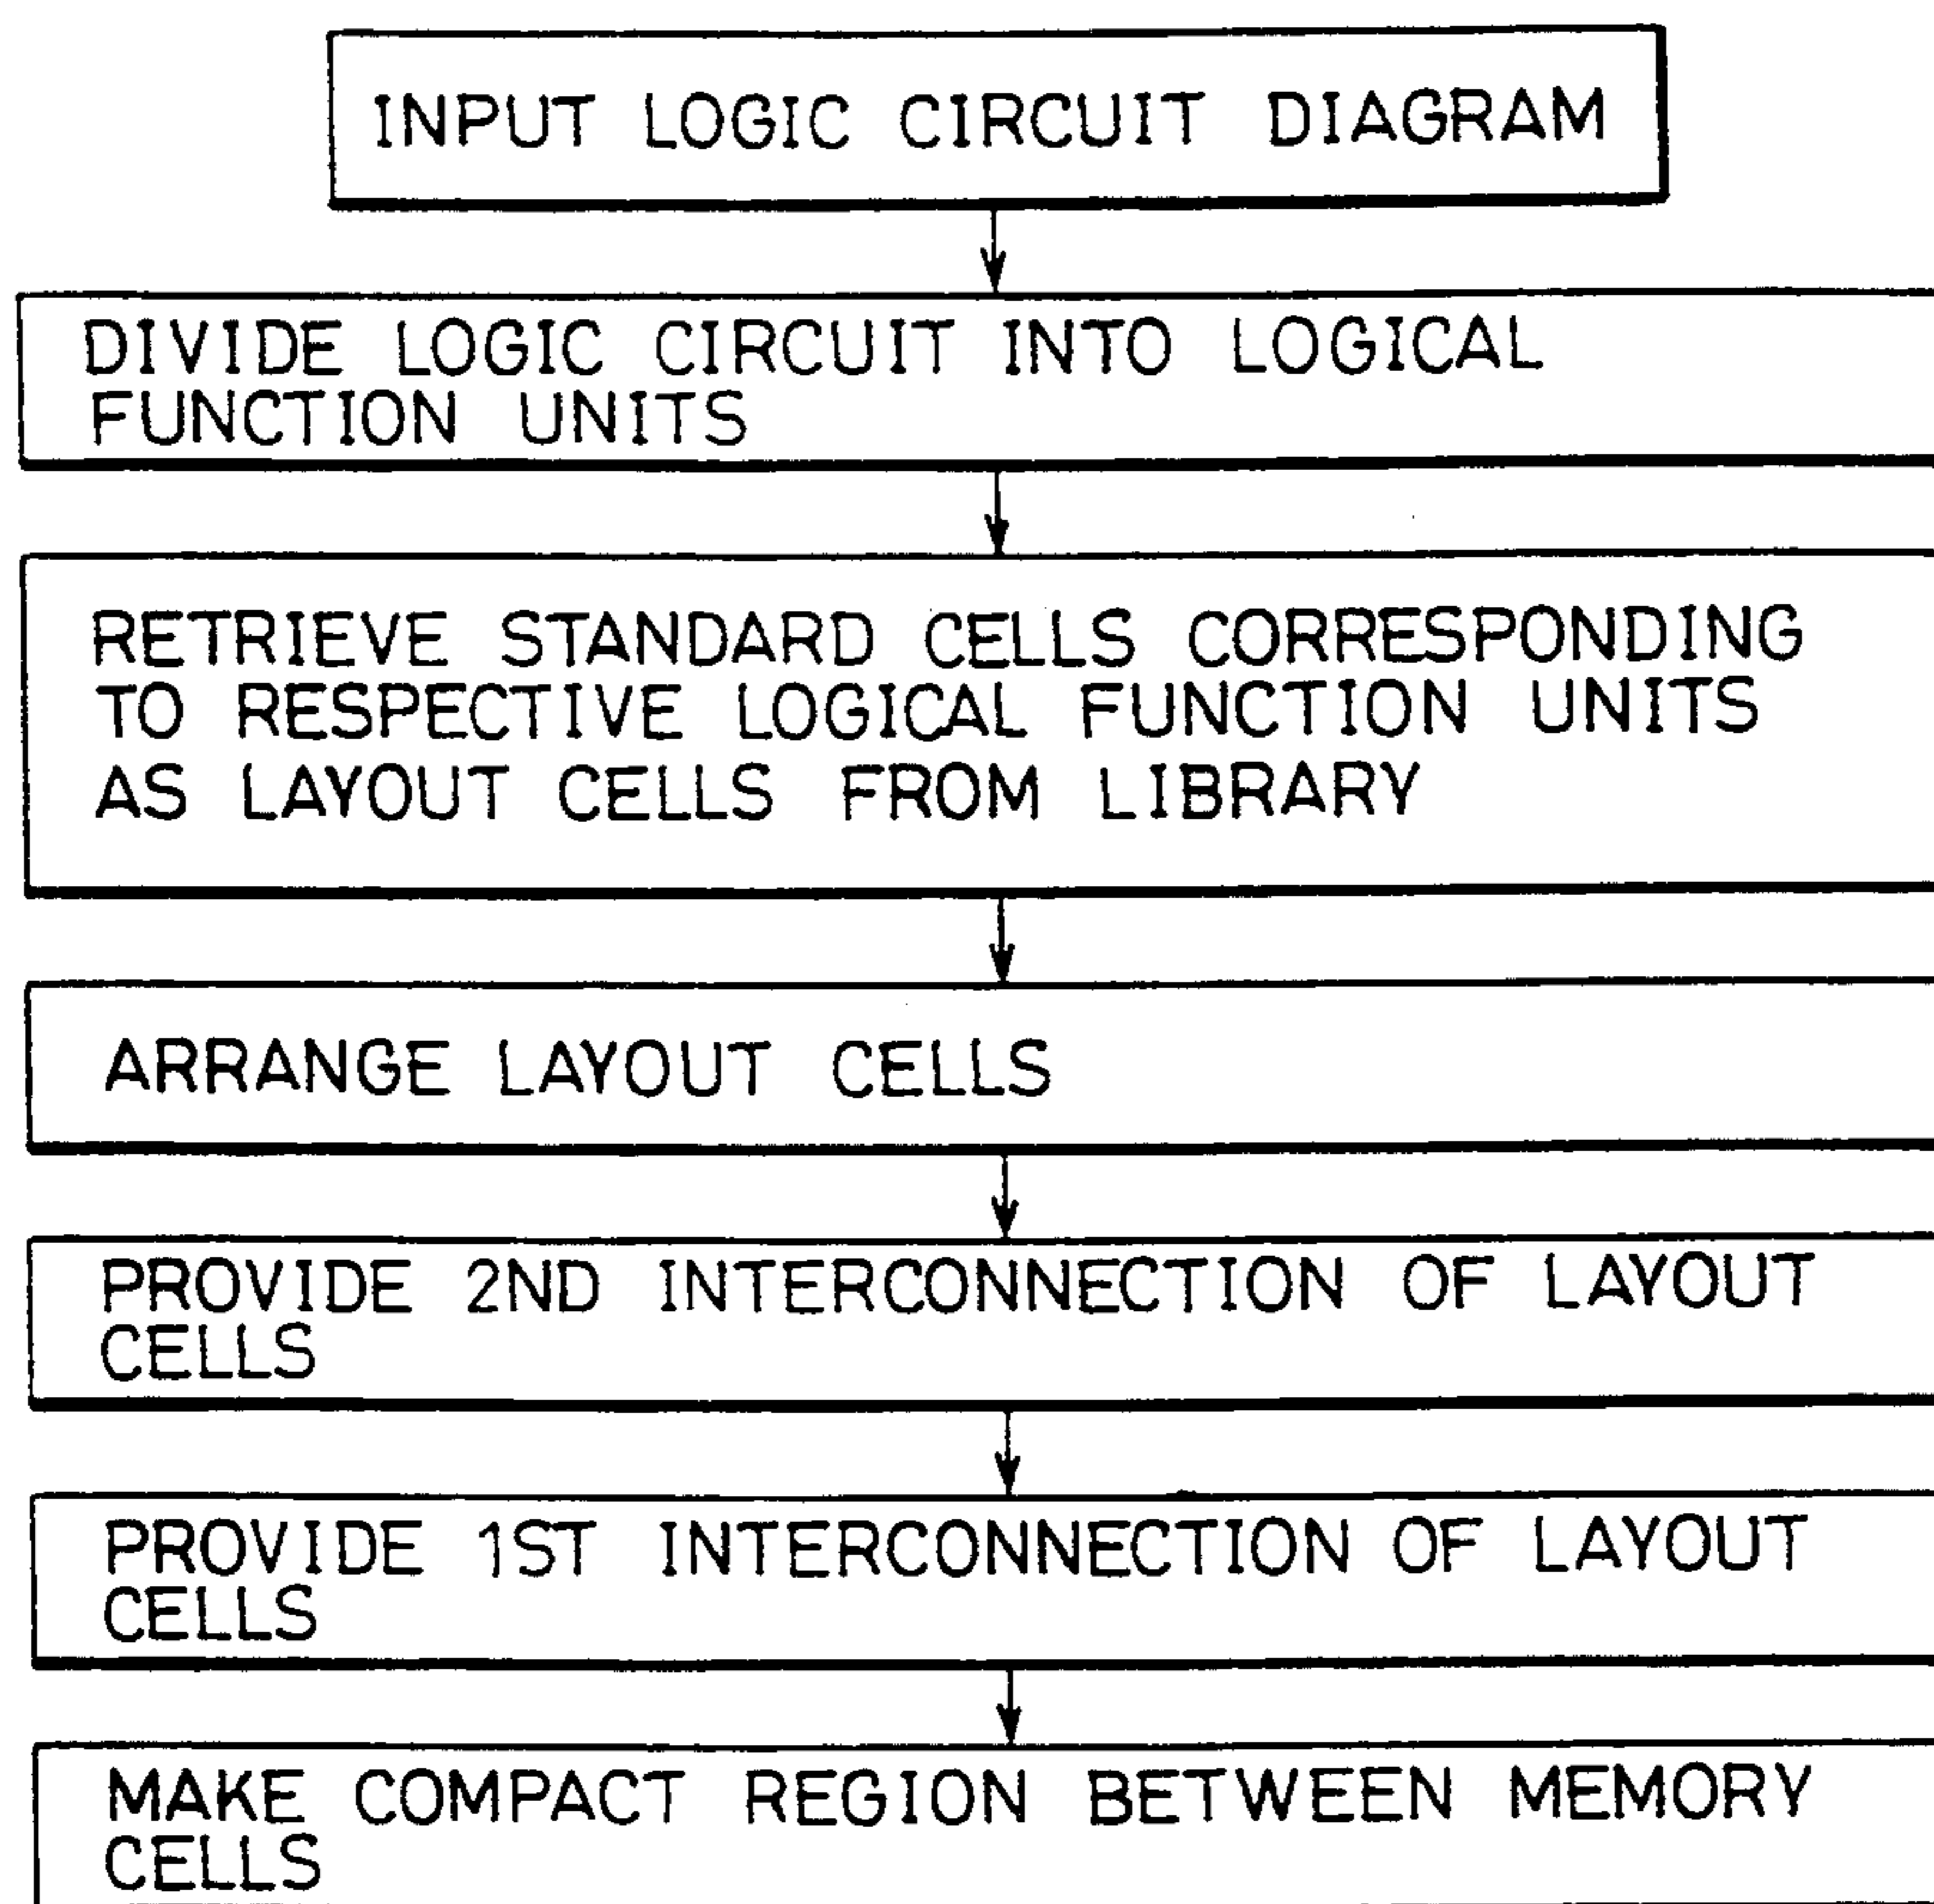 INPUT LOGIC CIRCUIT DIAGRAM
DIVIDE LOGIC CIRCUIT INTO LOGICAL
FUNCTION UNITS
RETRIEVE STANDARD CELLS CORRESPONDING
TO RESPECTIVE LOGICAL FUNCTION UNITS
AS LAYOUT CELLS FROM LIBRARY
ARRANGE LAYOUT CELLS
PROVIDE 2ND INTERCONNECTION OF LAYOUT
CELLS
PROVIDE 1ST INTERCONNECTION OF LAYOUT
CELLS
MAKE COMPACT REGION BETWEEN MEMORY
CELLS